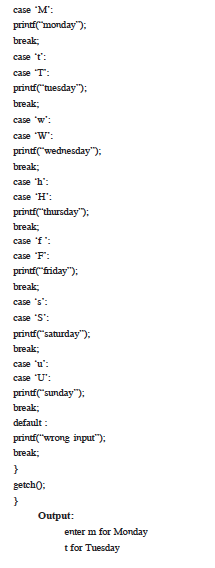 case ‘M’:
printf(“monday”);
break;
case ‘t’:
case ‘T’:
printf(“tuesday”);
break;
case ‘w’:
case ‘W’:
printf(“wednesday”);
break;
case ‘h’:
case ‘H’:
printf(“thursday”);
break;
case ‘f ’:
case ‘F’:
printf(“friday”);
break;
case ‘s’:
case ‘S’:
printf(“saturday”);
break;
case ‘u’:
case ‘U’:
printf(“sunday”);
break;
default :
printf(“wrong input”);
break;
}
getch();
}
Output:
enter m for Monday
t for Tuesday